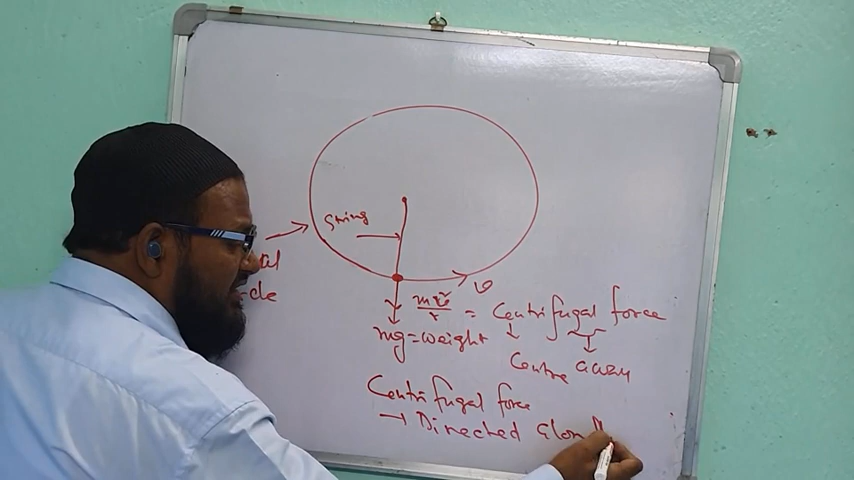 String
v
mv²/r = Centrifugal force
mg = weight
Centre away
Centrifugal force
→ Directed along